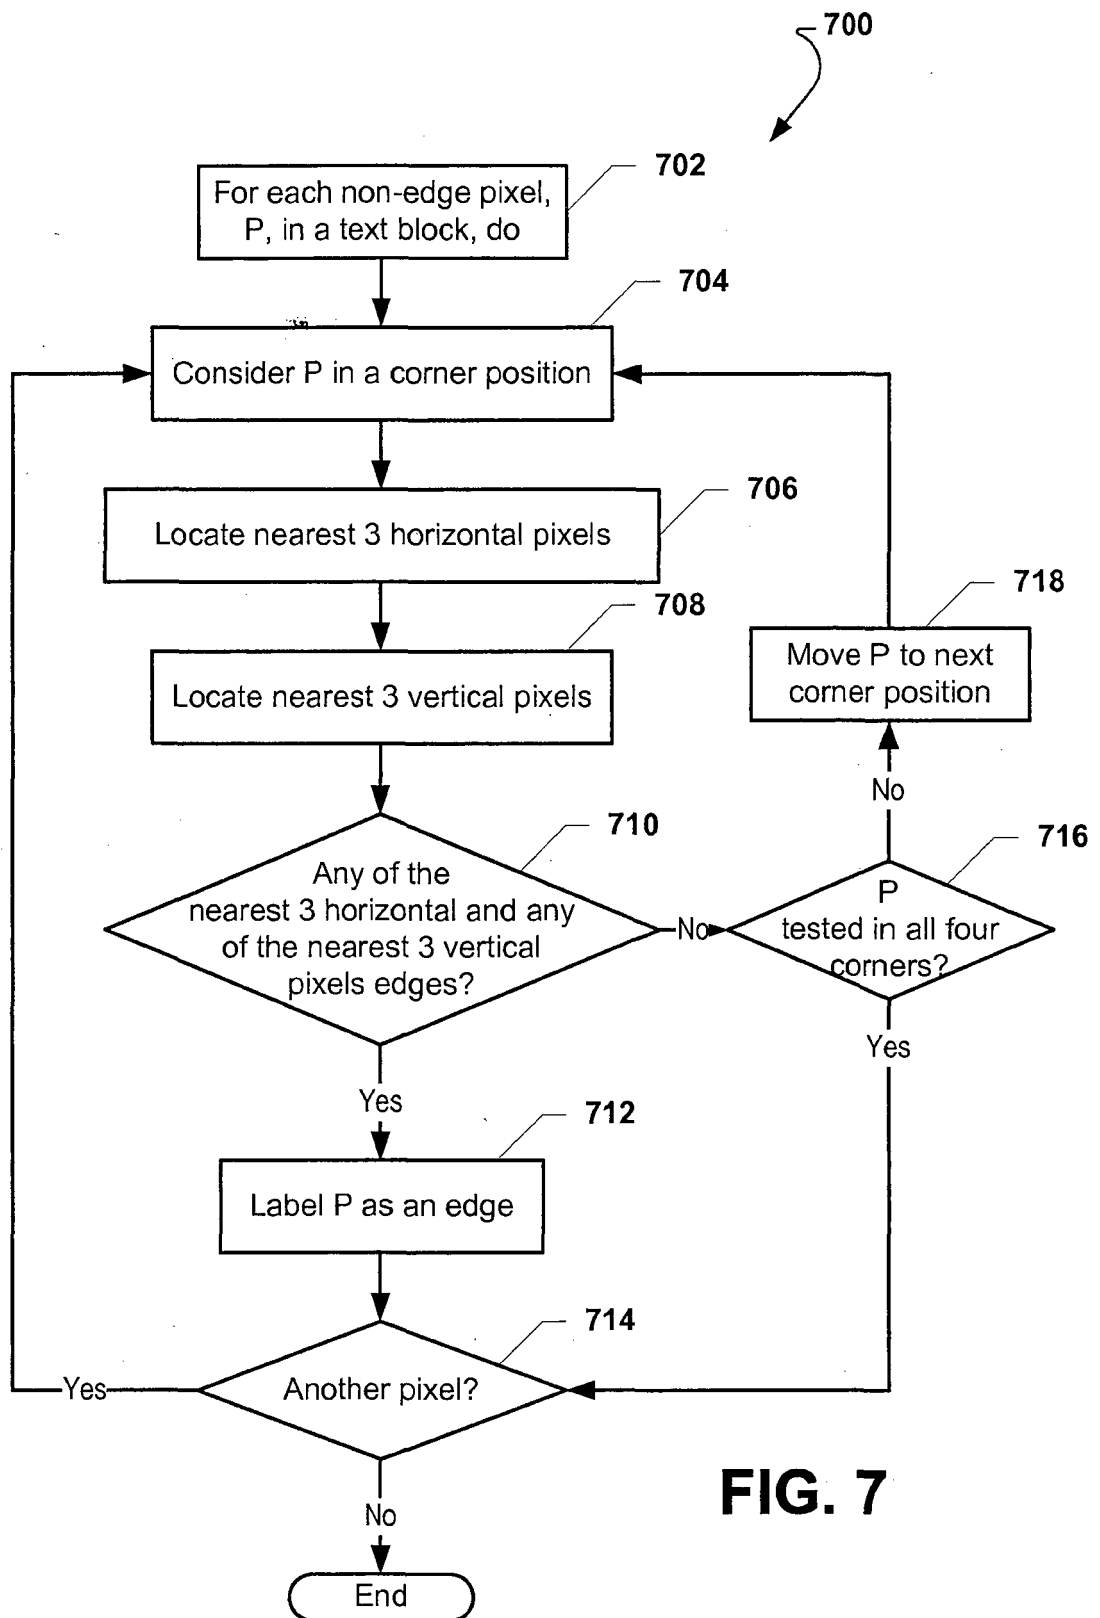 700
702
For each non-edge pixel,
P, in a text block, do
704
Consider P in a corner position
706
Locate nearest 3 horizontal pixels
708
Locate nearest 3 vertical pixels
718
Move P to next
corner position
No
710
Any of the
nearest 3 horizontal and any
of the nearest 3 vertical
pixels edges?
No
716
P
tested in all four
corners?
Yes
Yes
712
Label P as an edge
714
Another pixel?
Yes
No
End
FIG. 7